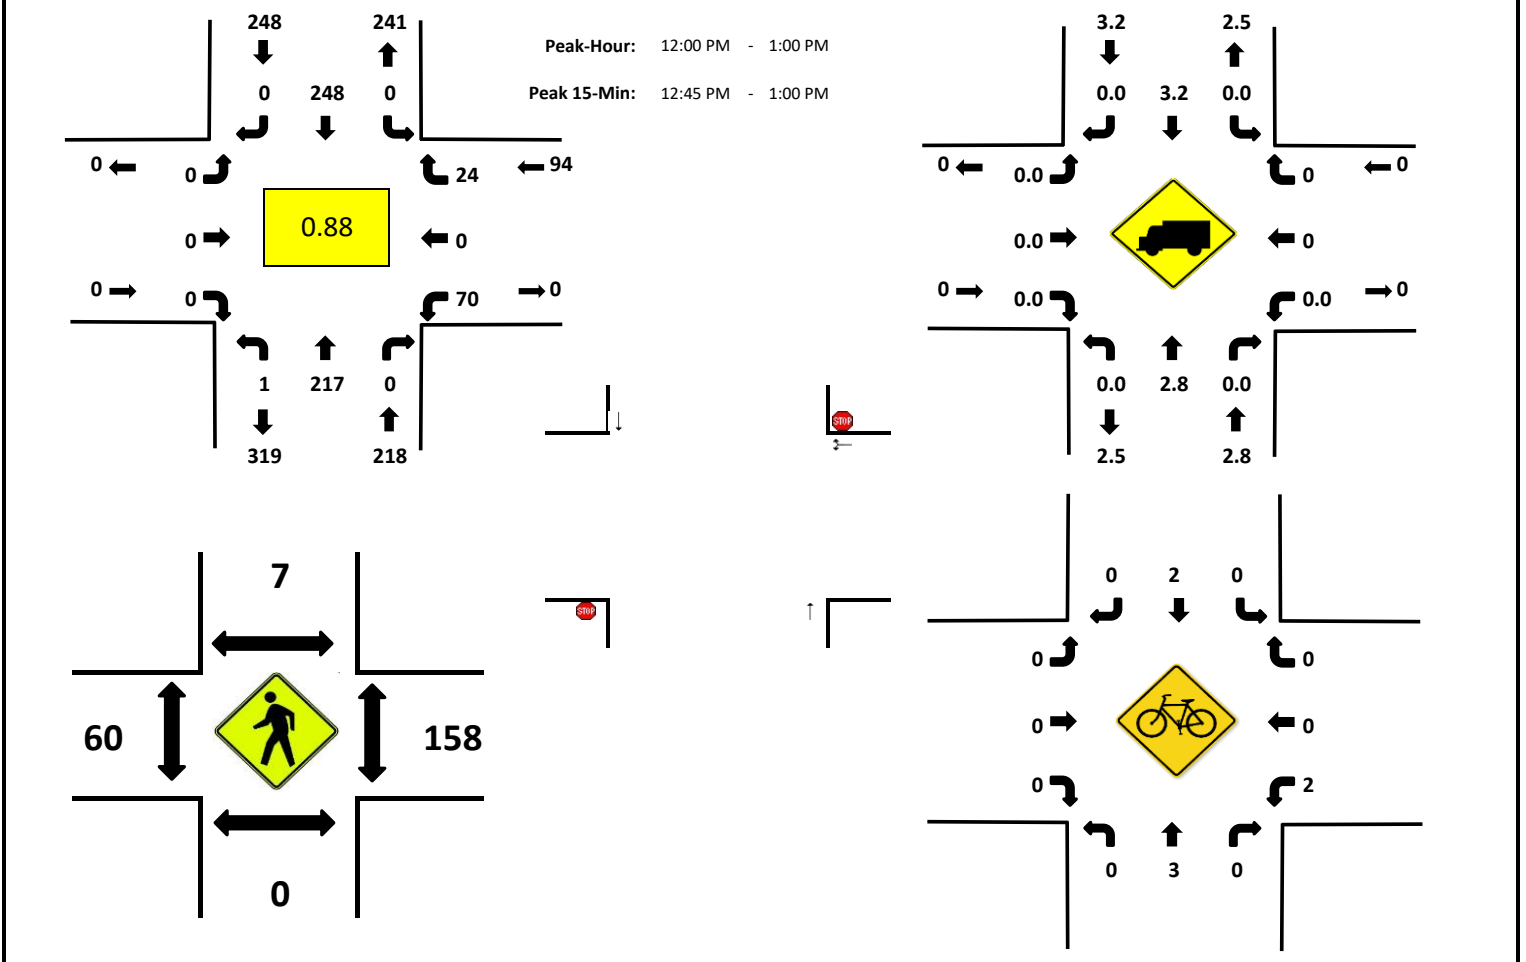 248 241 3.2 2.5
Peak-Hour: 12:00 PM - 1:00 PM
0 248 0 Peak 15-Min: 12:45 PM - 1:00 PM 0.0 3.2 0.0
0 0 24 94 0 0.0 0 0
0 0.88 0 0.0 0
0 0 70 0 0 0.0 0.0 0
1 217 0 0.0 2.8 0.0
STOP
319 218 2.5 2.8
7 0 2 0
STOP
0 0
60 158 0 0
0 2
0 0 3 0